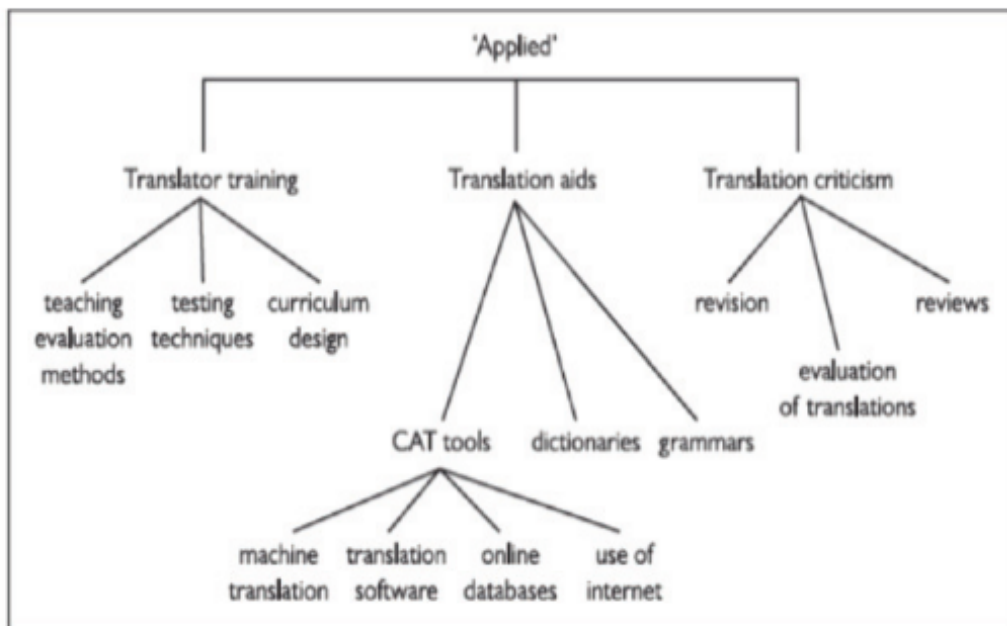 'Applied'
Translator training Translation aids Translation criticism
teaching testing curriculum revision reviews
evaluation techniques design
methods
evaluation
of translations
CAT tools dictionaries grammars
machine translation online use of
translation software databases internet